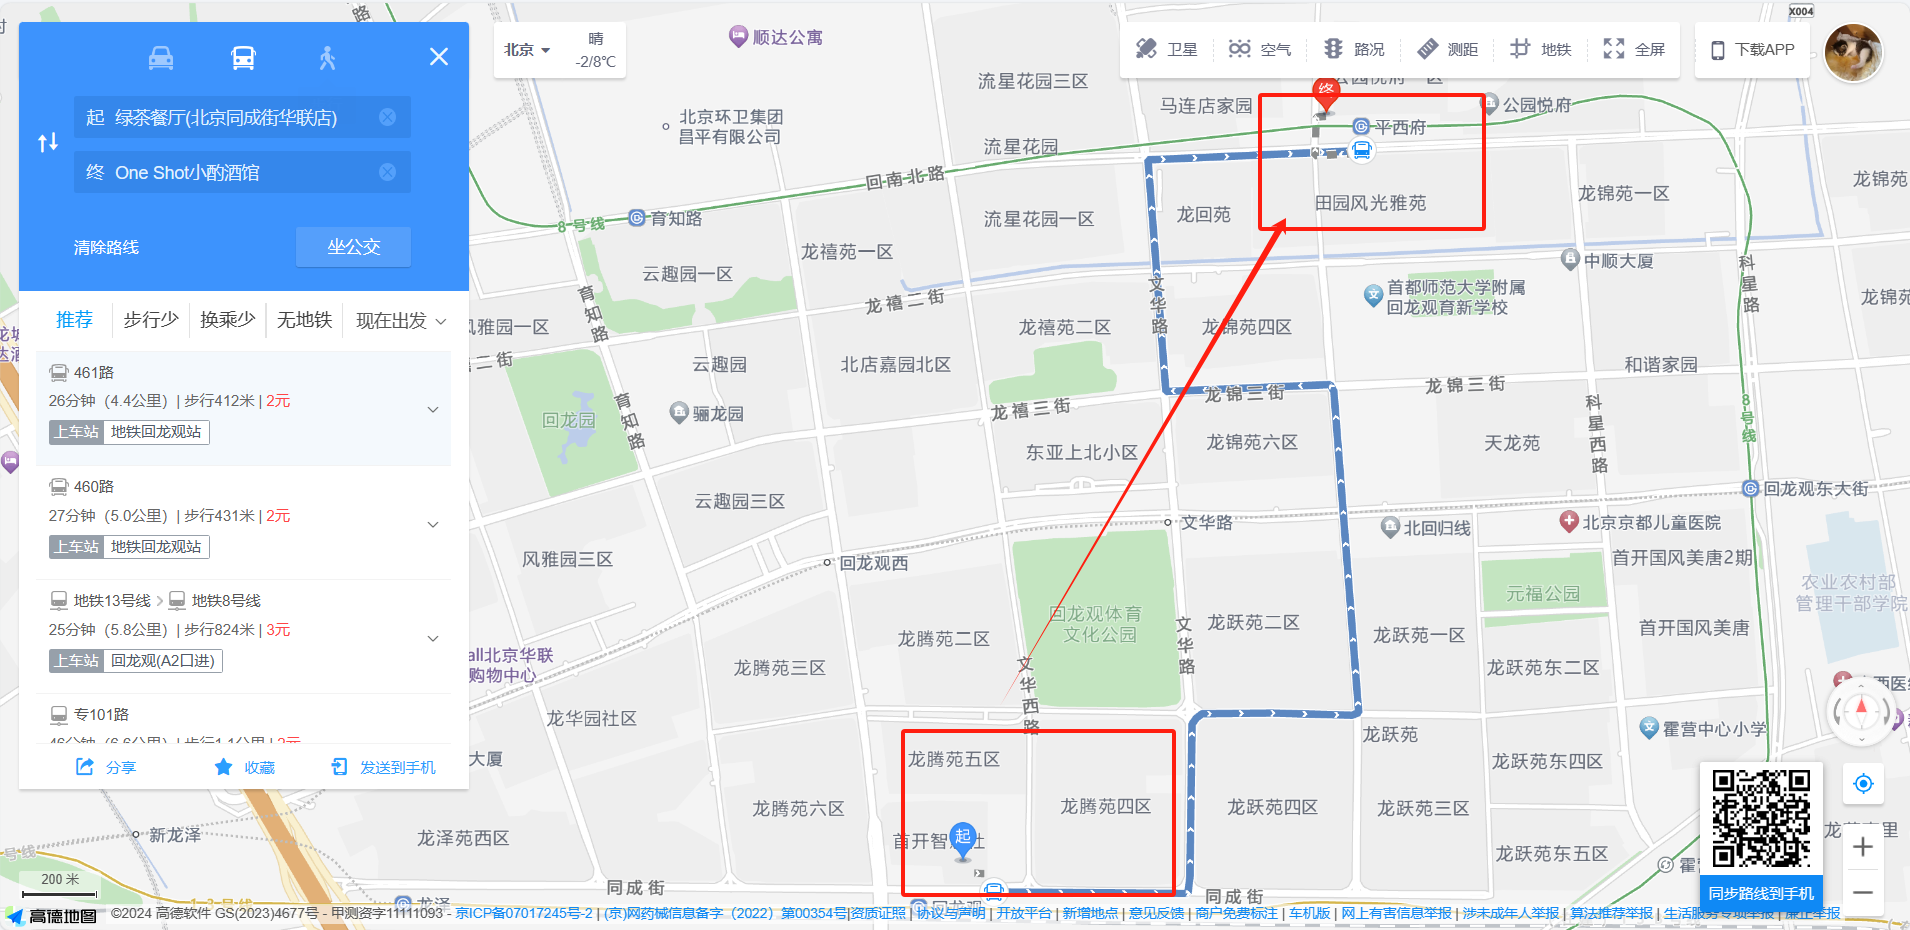 起 绿茶餐厅(北京同成街华联店)
终 One Shot小酌酒馆
清除路线
坐公交
推荐
步行少
换乘少
无地铁
现在出发
461路
26分钟（4.4公里）| 步行412米 | 2元
上车站 地铁回龙观站
460路
27分钟（5.0公里）| 步行431米 | 2元
上车站 地铁回龙观站
地铁13号线 > 地铁8号线
25分钟（5.8公里）| 步行824米 | 3元
上车站 回龙观(A2口进)
专101路
46分钟（6.6公里）| 步行1.1公里 | 2元
分享
收藏
发送到手机
北京
晴
-2/8℃
卫星
空气
路况
测距
地铁
全屏
下载APP
X004
顺达公寓
流星花园三区
马连店家园
公园悦府
终
平西府
北京环卫集团
昌平有限公司
流星花园
回南北路
龙锦苑一区
龙锦苑
8号线
育知路
流星花园一区
龙回苑
田园风光雅苑
龙禧苑一区
云趣园一区
中顺大厦
科星路
龙禧二街
文华路
首都师范大学附属
回龙观育新学校
龙锦苑
育知路
风雅园一区
龙禧苑二区
龙锦苑四区
二街
云趣园
北店嘉园北区
和谐家园
龙锦三街
龙锦三街
龙禧三街
科星西路
8号线
回龙园
育知路
骊龙园
东亚上北小区
龙锦苑六区
天龙苑
云趣园三区
回龙观东大街
文华路
北回归线
北京京都儿童医院
风雅园三区
回龙观西
首开国风美唐2期
元福公园
农业农村部
管理干部学院
回龙观体育
文化公园
文华路
龙跃苑二区
龙跃苑一区
首开国风美唐
龙腾苑二区
all北京华联
购物中心
龙腾苑三区
文华西路
龙跃苑东二区
龙华园社区
龙跃苑
霍营中心小学
大厦
龙腾苑五区
龙跃苑东四区
龙腾苑六区
龙腾苑四区
龙跃苑四区
龙跃苑三区
新龙泽
龙泽苑西区
起
龙跃苑东五区
同成街
同成街
200 米
同步路线到手机
高德地图
©2024 高德软件 GS(2023)4677号 - 甲测资字11111093 - 京ICP备07017245号-2 | (京)网药械信息备字（2022）第00354号|资质证照 | 协议与声明 | 开放平台 | 新增地点 | 意见反馈 | 商户免费标注 | 车机版 | 网上有害信息举报 | 涉未成年人举报 | 算法推荐举报 | 生活服务专项举报 | 廉正举报